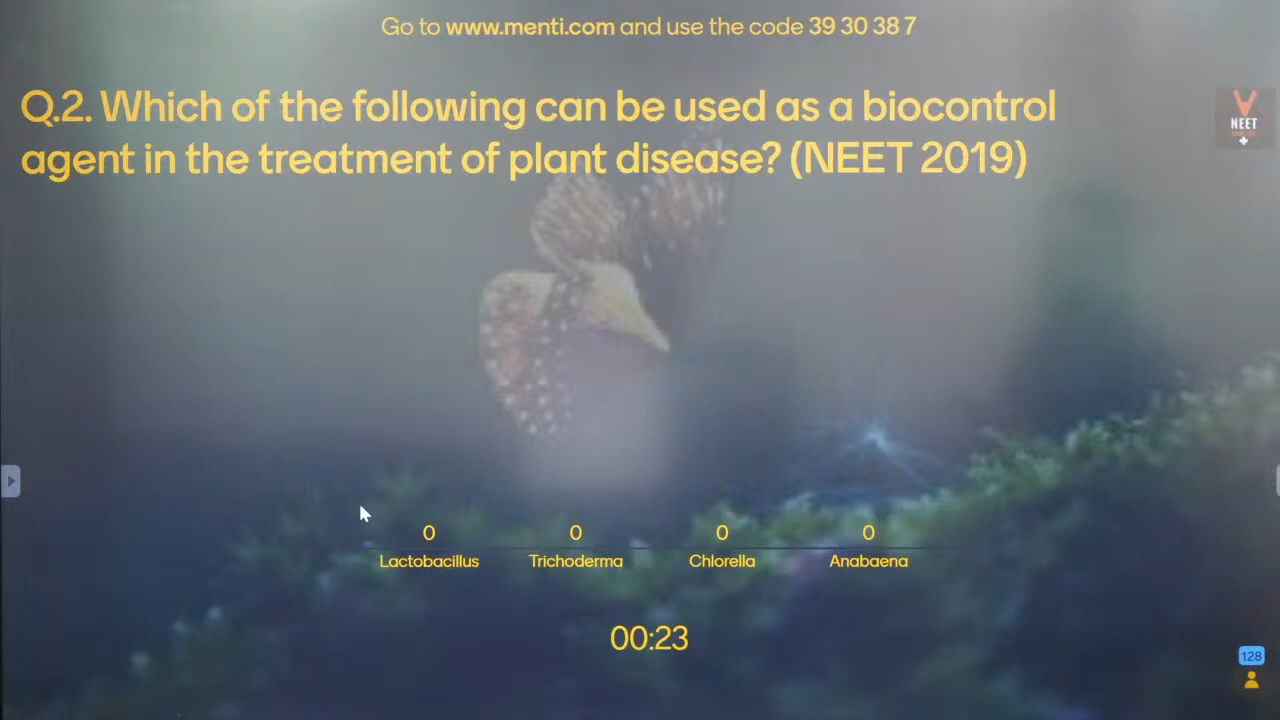 Go to www.menti.com and use the code 39 30 38 7
Q.2. Which of the following can be used as a biocontrol
agent in the treatment of plant disease? (NEET 2019)
NEET
0 0 0 0
Lactobacillus Trichoderma Chlorella Anabaena
00:23
128